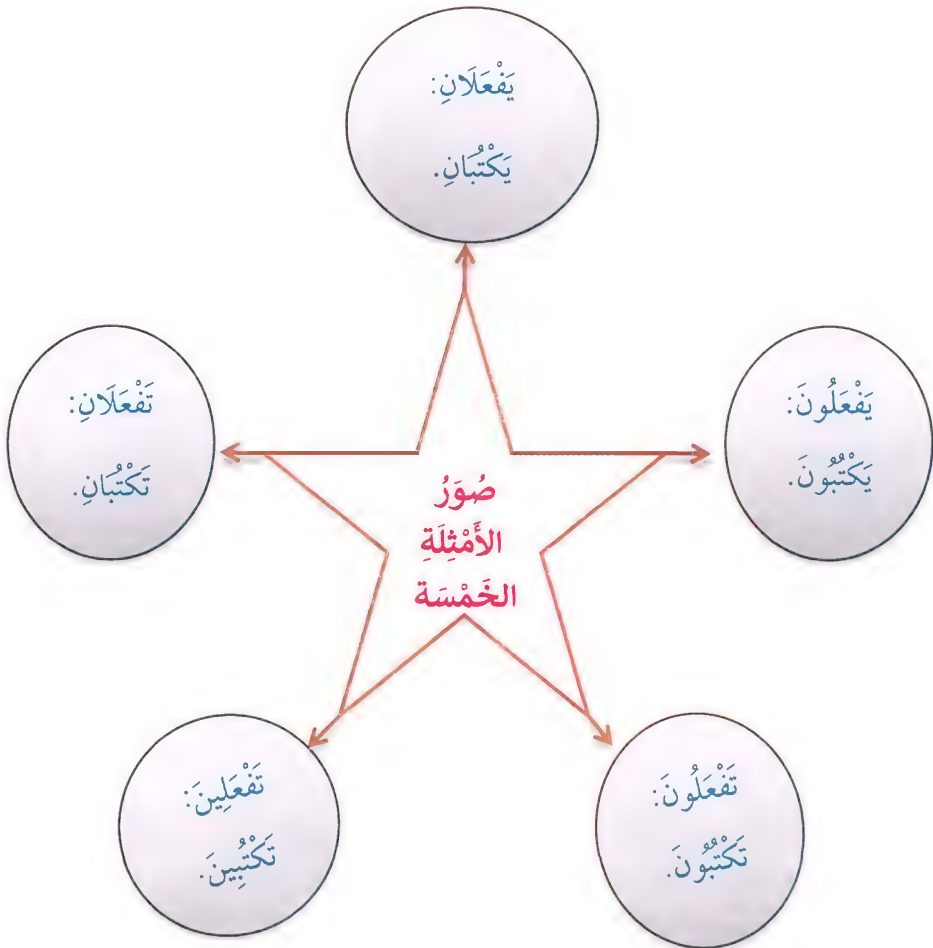 يَفْعَلَانِ:
يَكْتُبَانِ.
يَفْعَلُونَ:
يَكْتُبُونَ.
تَفْعَلَانِ:
تَكْتُبَانِ.
صُوَرُ
الأَمْثِلَةِ
الخَمْسَة
تَفْعَلُونَ:
تَكْتُبُونَ.
تَفْعَلِينَ:
تَكْتُبِينَ.